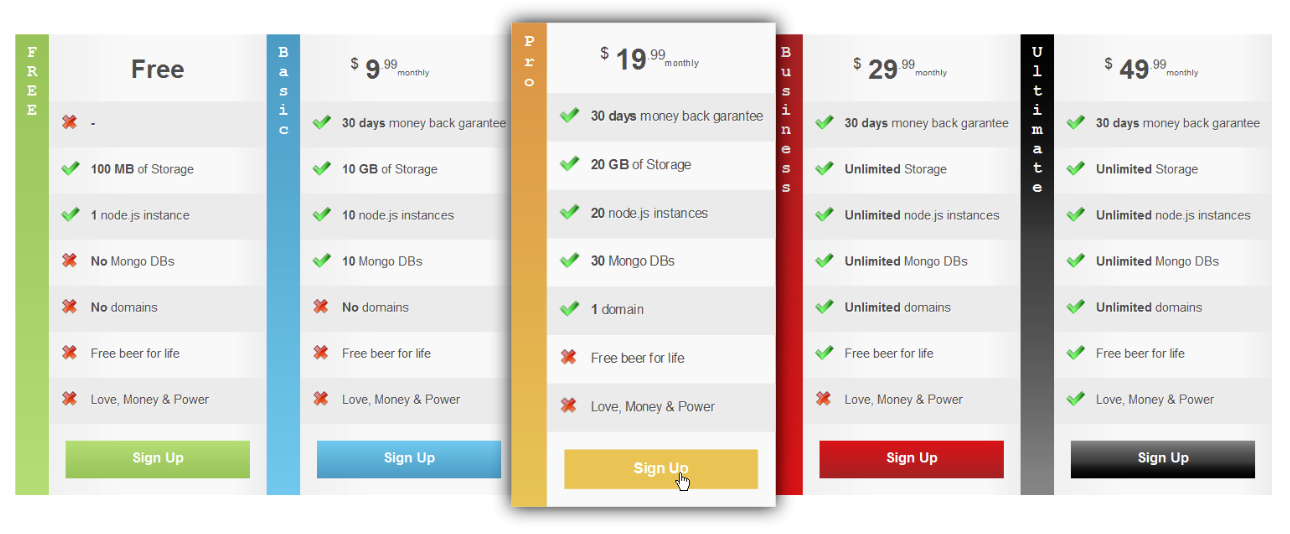 FREE
Free
-
100 MB of Storage
1 node.js instance
No Mongo DBs
No domains
Free beer for life
Love, Money & Power
Sign Up
Basic
$ 9.99 monthly
30 days money back garantee
10 GB of Storage
10 node.js instances
10 Mongo DBs
No domains
Free beer for life
Love, Money & Power
Sign Up
Pro
$ 19.99 monthly
30 days money back garantee
20 GB of Storage
20 node.js instances
30 Mongo DBs
1 domain
Free beer for life
Love, Money & Power
Sign Up
Business
$ 29.99 monthly
30 days money back garantee
Unlimited Storage
Unlimited node.js instances
Unlimited Mongo DBs
Unlimited domains
Free beer for life
Love, Money & Power
Sign Up
Ultimate
$ 49.99 monthly
30 days money back garantee
Unlimited Storage
Unlimited node.js instances
Unlimited Mongo DBs
Unlimited domains
Free beer for life
Love, Money & Power
Sign Up